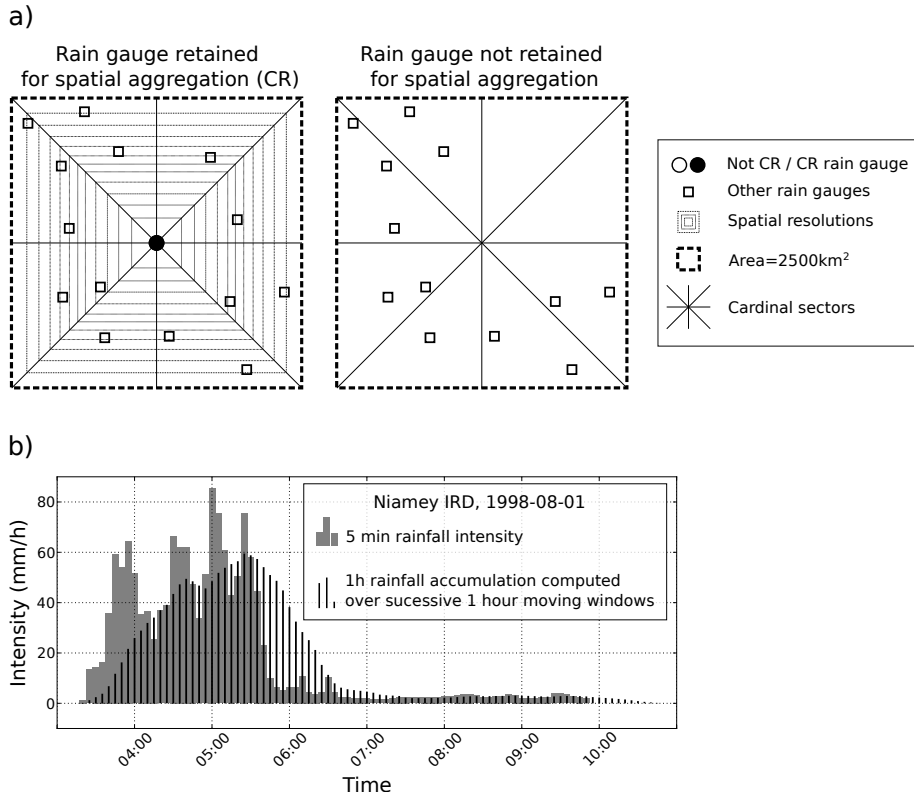 a)
Rain gauge retained
for spatial aggregation (CR)
Rain gauge not retained
for spatial aggregation
Not CR / CR rain gauge
Other rain gauges
Spatial resolutions
Area=2500km²
Cardinal sectors
b)
Niamey IRD, 1998-08-01
5 min rainfall intensity
1h rainfall accumulation computed
over sucessive 1 hour moving windows
Intensity (mm/h)
80
60
40
20
0
04:00
05:00
06:00
07:00
08:00
09:00
10:00
Time